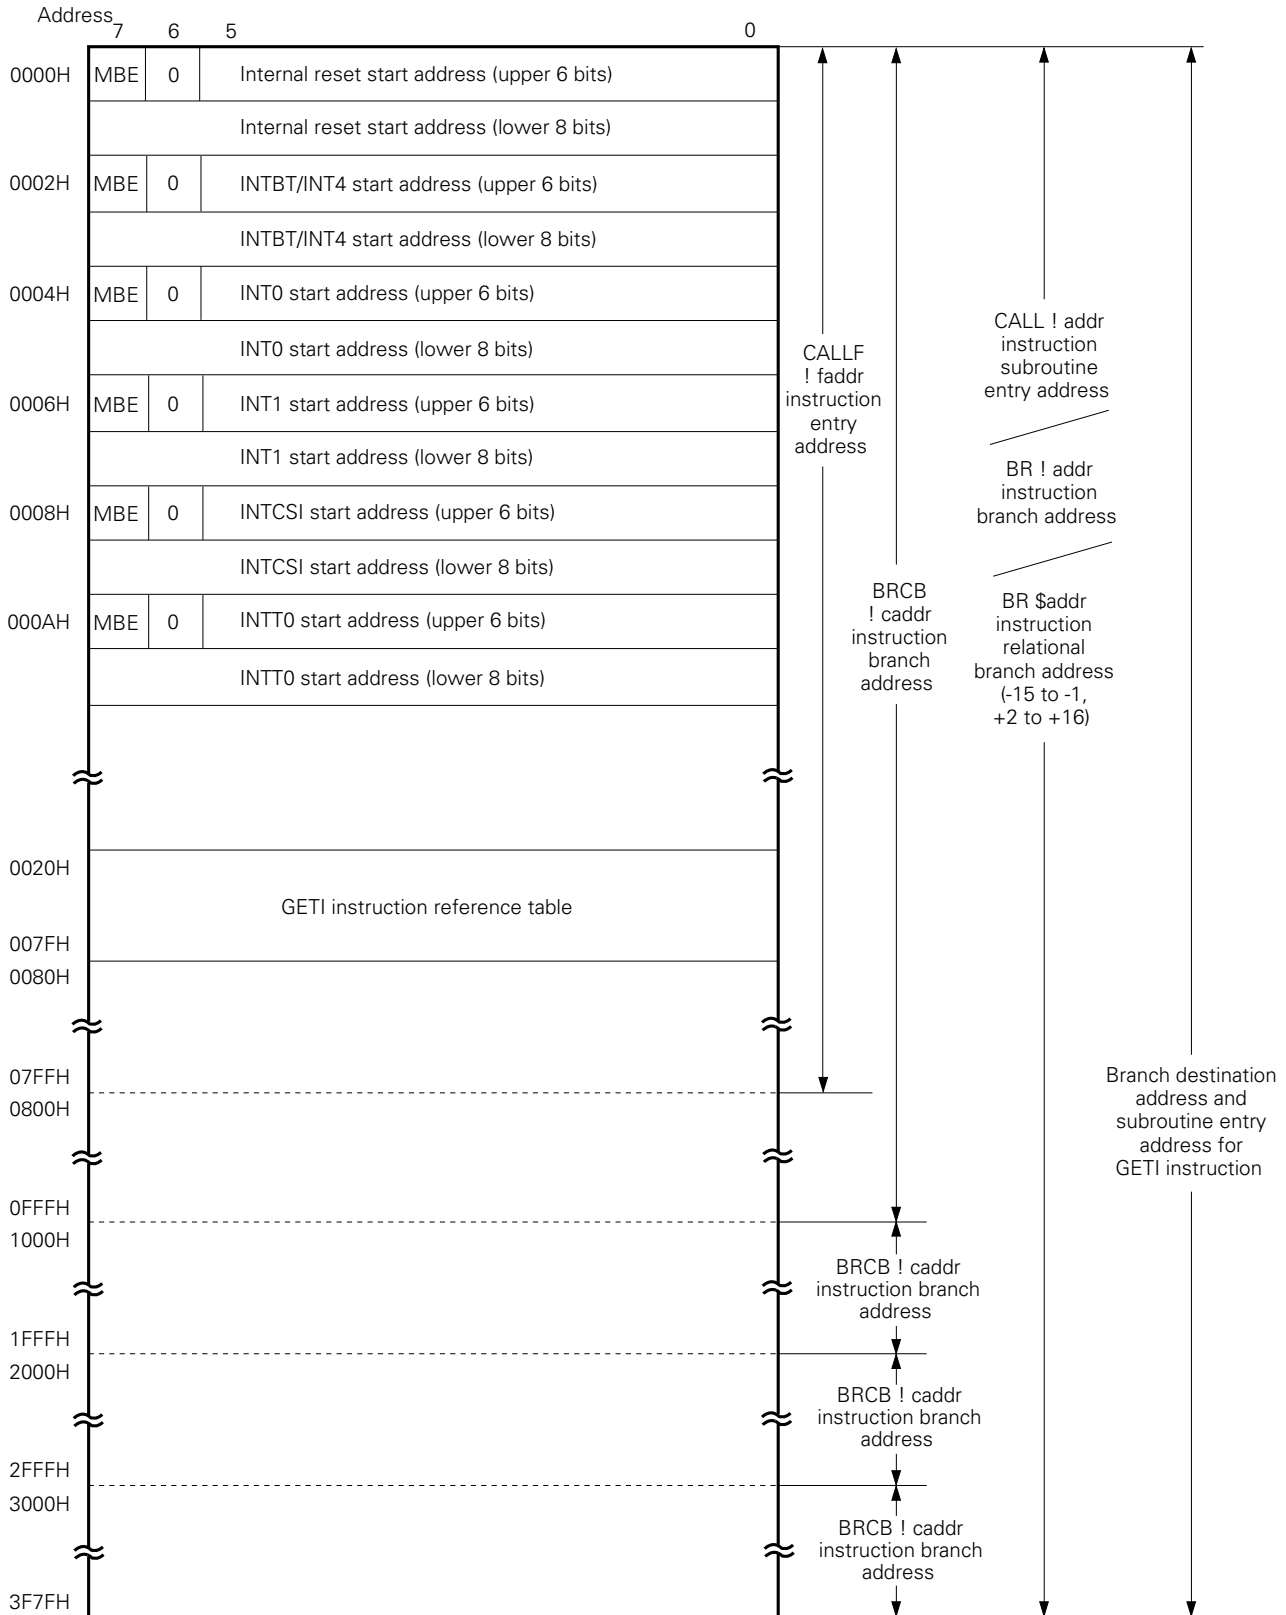 Address
7 6 5 0
0000H MBE 0 Internal reset start address (upper 6 bits)
Internal reset start address (lower 8 bits)
0002H MBE 0 INTBT/INT4 start address (upper 6 bits)
INTBT/INT4 start address (lower 8 bits)
0004H MBE 0 INT0 start address (upper 6 bits)
INT0 start address (lower 8 bits)
0006H MBE 0 INT1 start address (upper 6 bits)
INT1 start address (lower 8 bits)
0008H MBE 0 INTCSI start address (upper 6 bits)
INTCSI start address (lower 8 bits)
000AH MBE 0 INTT0 start address (upper 6 bits)
INTT0 start address (lower 8 bits)
0020H
GETI instruction reference table
007FH
0080H
07FFH
0800H
0FFFH
1000H
1FFFH
2000H
2FFFH
3000H
3F7FH
CALLF
! faddr
instruction
entry
address
BRCB
! caddr
instruction
branch
address
CALL ! addr
instruction
subroutine
entry address
BR ! addr
instruction
branch address
BR $addr
instruction
relational
branch address
(-15 to -1,
+2 to +16)
Branch destination
address and
subroutine entry
address for
GETI instruction
BRCB ! caddr
instruction branch
address
BRCB ! caddr
instruction branch
address
BRCB ! caddr
instruction branch
address